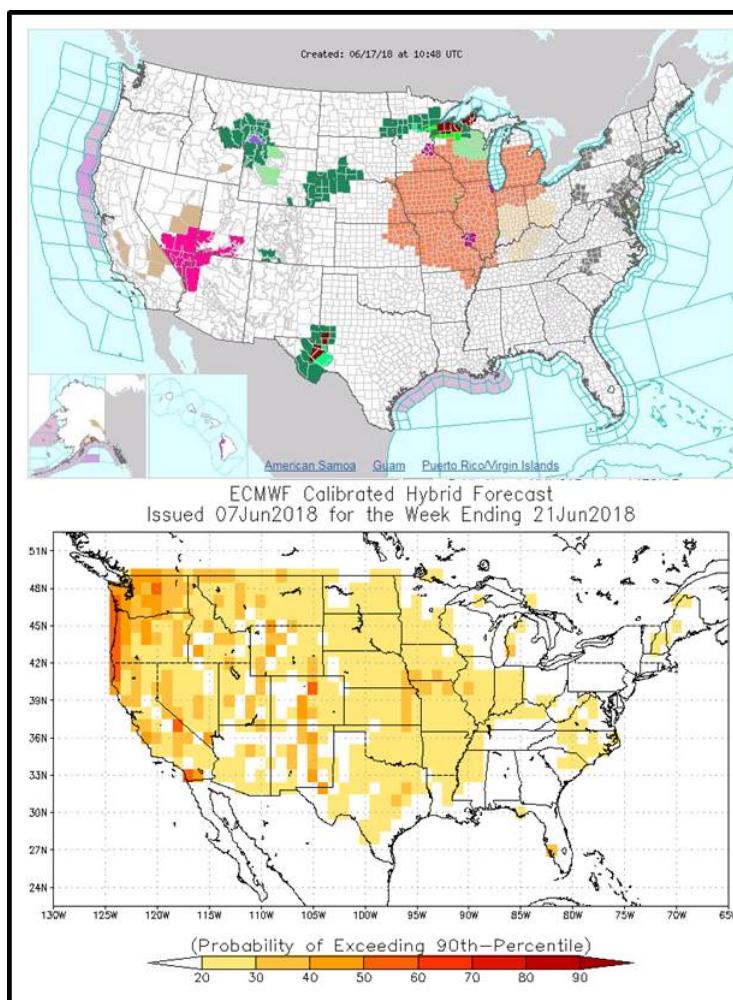 Created: 06/17/18 at 10:48 UTC
American Samoa Guam Puerto Rico/Virgin Islands
ECMWF Calibrated Hybrid Forecast
Issued 07Jun2018 for the Week Ending 21Jun2018
51N
48N
45N
42N
39N
36N
33N
30N
27N
24N
130W 125W 120W 115W 110W 105W 100W 95W 90W 85W 80W 75W 70W 65W
(Probability of Exceeding 90th-Percentile)
20 30 40 50 60 70 80 90